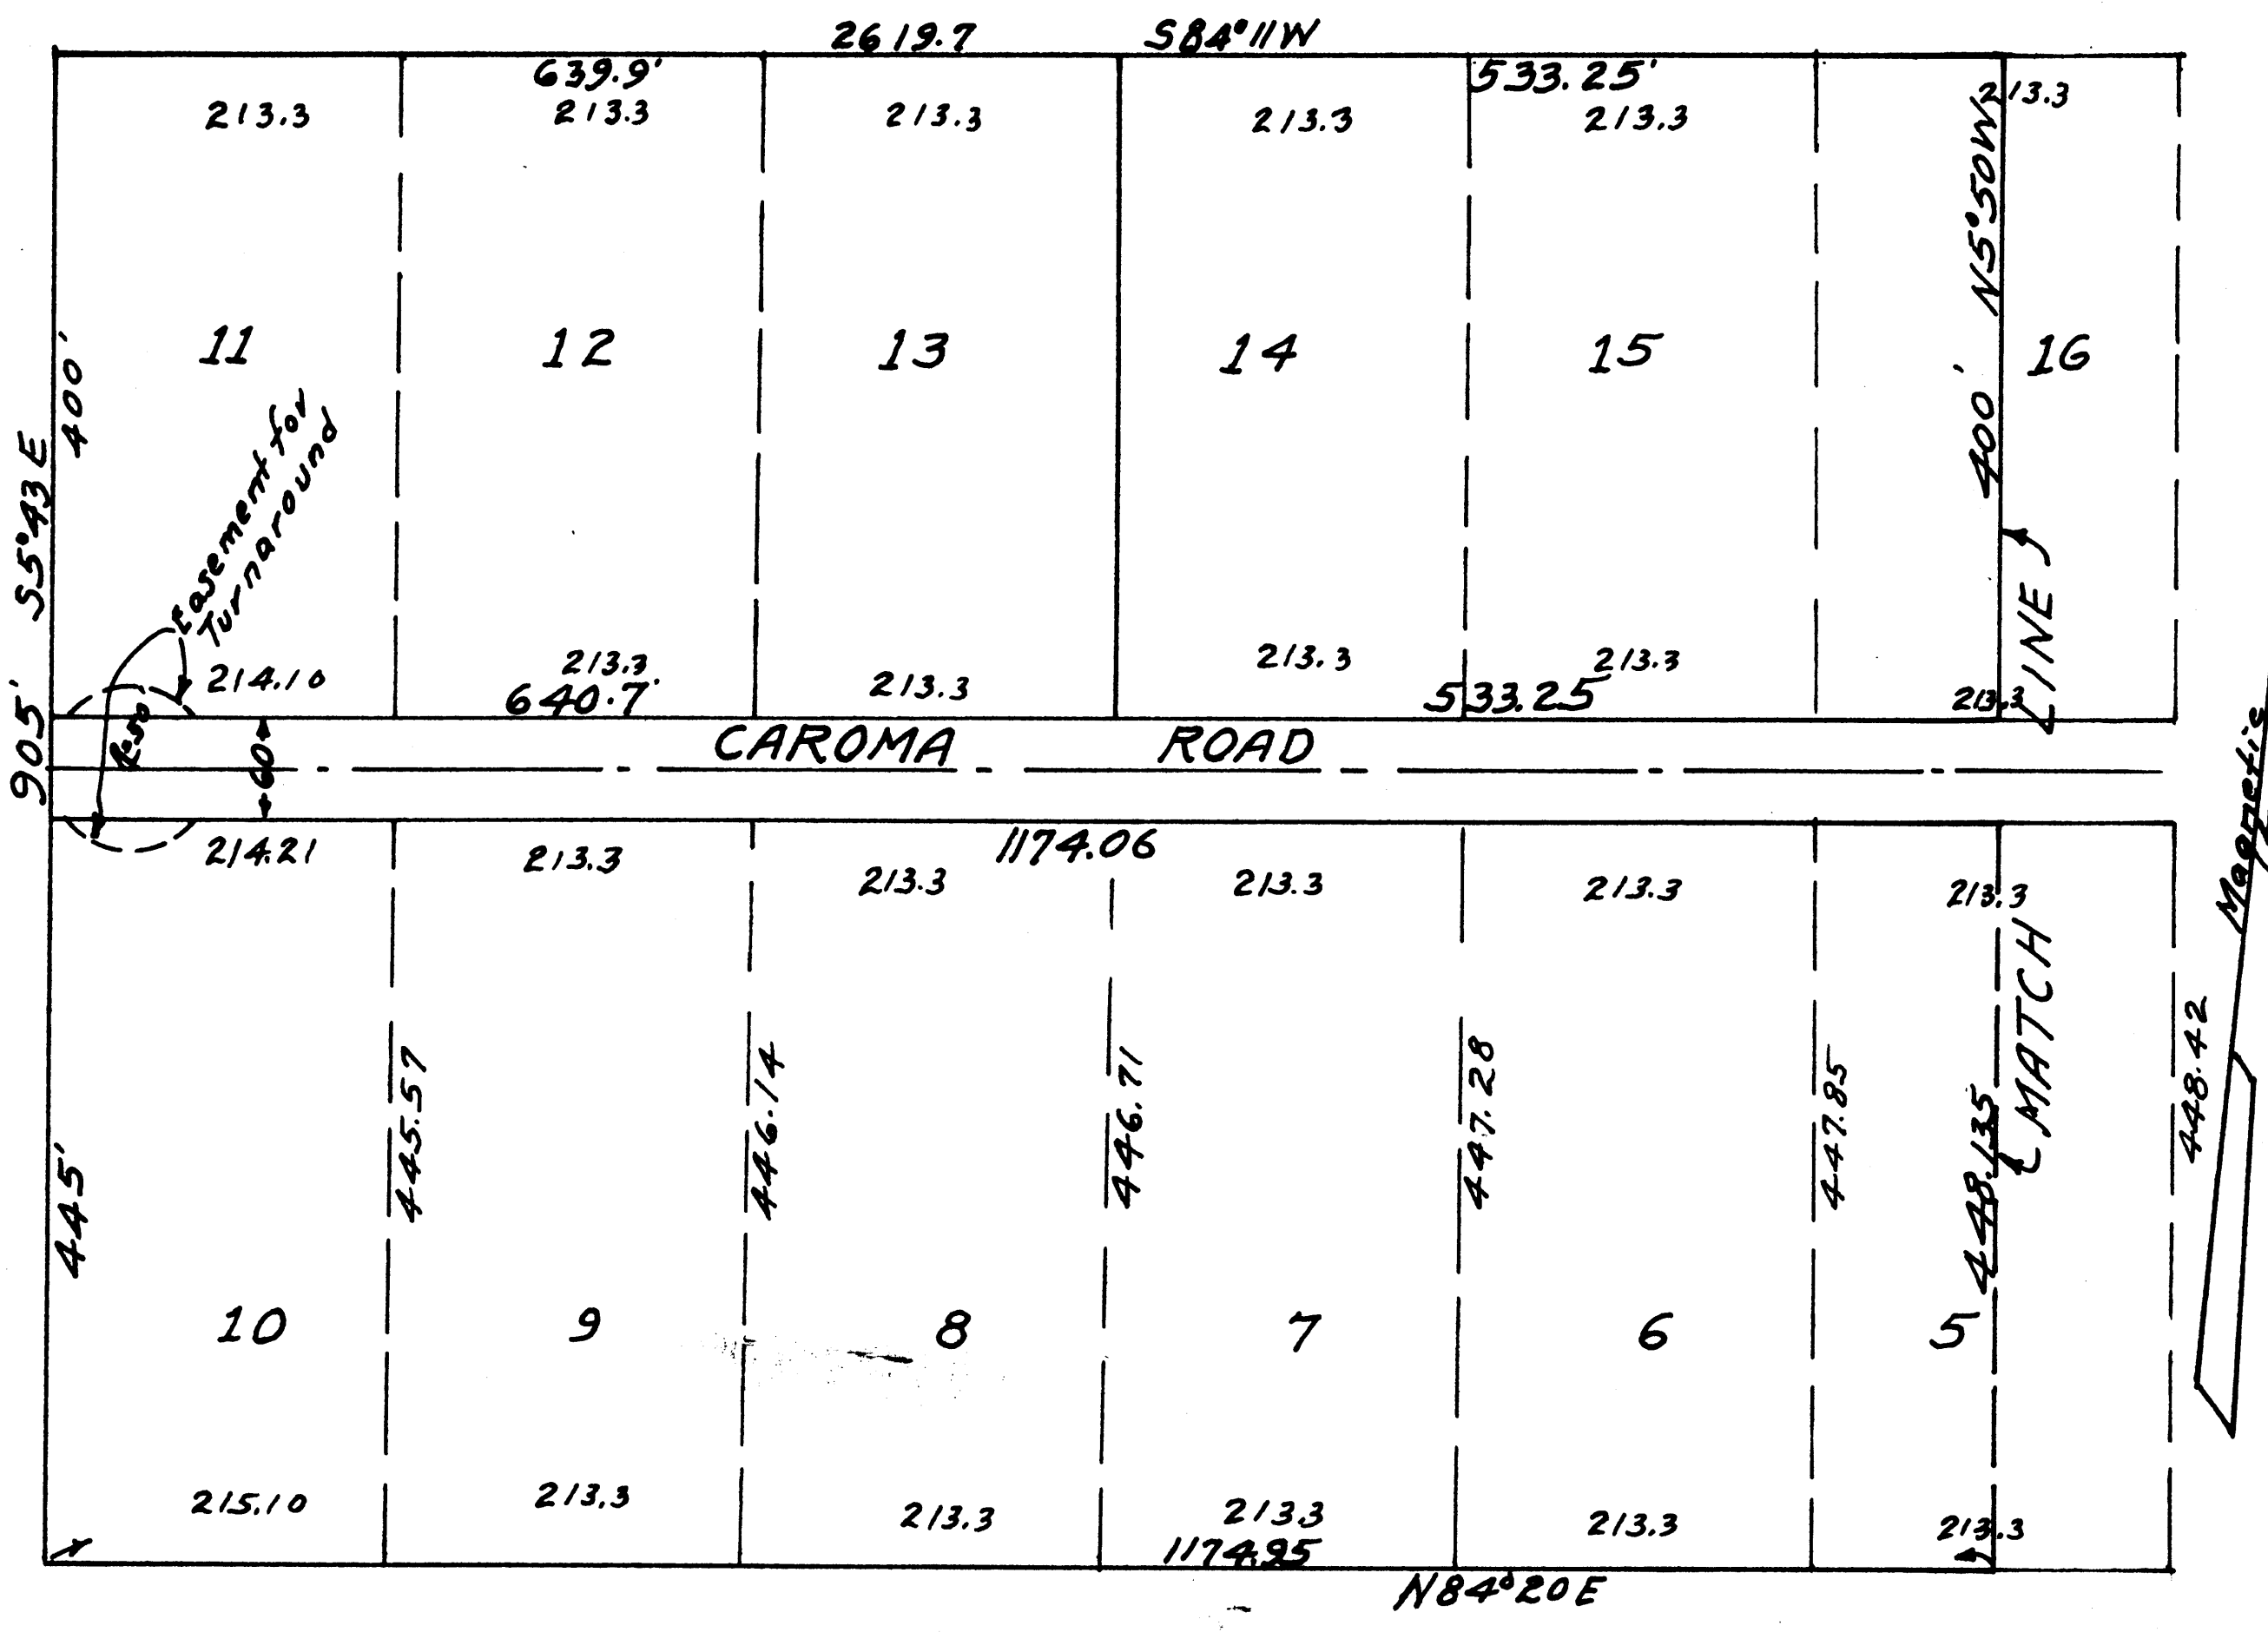 2619.7 S84°11W
639.9' 533.25'
213.3 213.3 213.3 213.3 213.3 213.3
N5°50W
400'
11 12 13 14 15 16
400'
S5°43E
905'
Easement for
Turnaround
LINE
214.10 213.3 213.3 213.3 213.3 213.3
640.7' 533.25
R=50
60
CAROMA ROAD
Magnetic
1174.06
214.21 213.3 213.3 213.3 213.3 213.3
MATCH
445' 445.57 446.14 446.71 447.28 447.85 448.135 448.42
10 9 8 7 6 5
215.10 213.3 213.3 213.3 213.3 213.3
1174.95
N84°20E